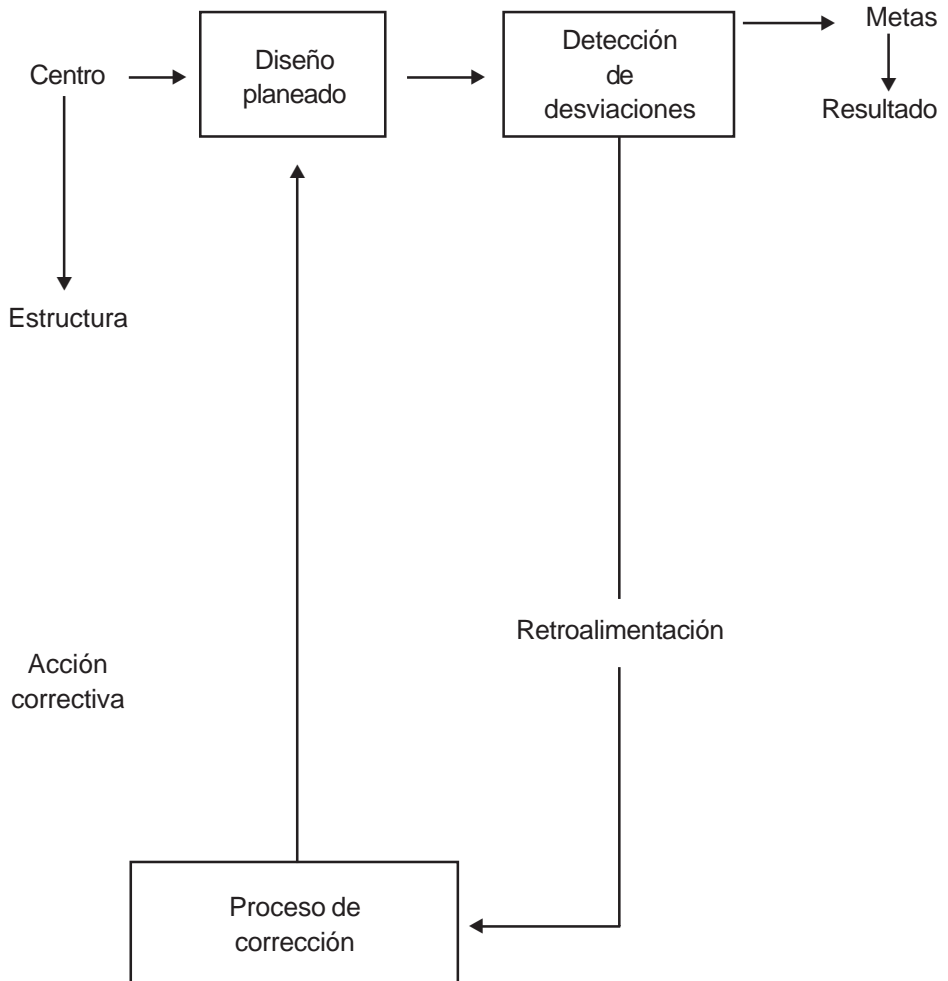 Centro
Diseño
planeado
Detección
de
desviaciones
Metas
Resultado
Estructura
Retroalimentación
Acción
correctiva
Proceso de
corrección